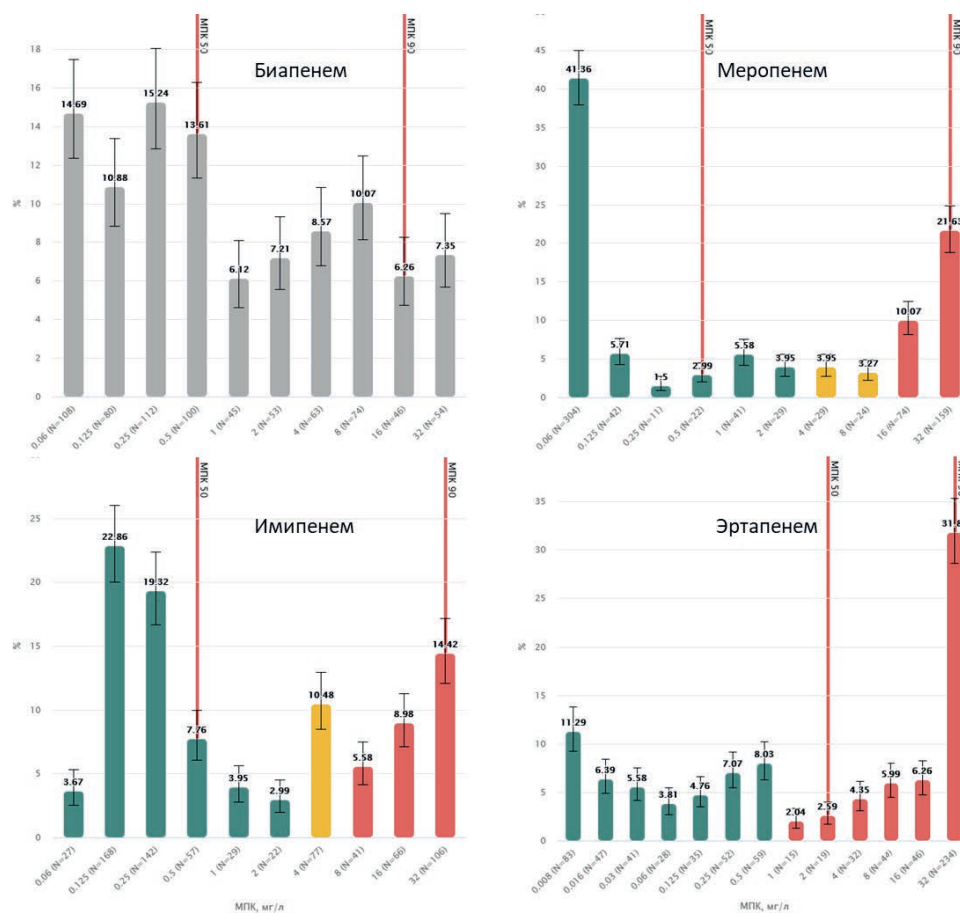 Биапенем
МПК 50
МПК 90
%
18
16
14
12
10
8
6
4
2
0
14.69
10.88
15.24
13.61
6.12
7.21
8.57
10.07
6.26
7.35
0.06 (N=108)
0.125 (N=80)
0.25 (N=112)
0.5 (N=100)
1 (N=45)
2 (N=53)
4 (N=63)
8 (N=74)
16 (N=46)
32 (N=54)
Меропенем
МПК 50
МПК 90
%
45
40
35
30
25
20
15
10
5
0
41.36
5.71
1.5
2.99
5.58
3.95
3.95
3.27
10.07
21.63
0.06 (N=304)
0.125 (N=42)
0.25 (N=11)
0.5 (N=22)
1 (N=41)
2 (N=29)
4 (N=29)
8 (N=24)
16 (N=74)
32 (N=159)
Имипенем
МПК 50
МПК 90
%
25
20
15
10
5
0
3.67
22.86
19.32
7.76
3.95
2.99
10.48
5.58
8.98
14.42
0.06 (N=27)
0.125 (N=168)
0.25 (N=142)
0.5 (N=57)
1 (N=29)
2 (N=22)
4 (N=77)
8 (N=41)
16 (N=66)
32 (N=106)
МПК, мг/л
Эртапенем
МПК 50
%
35
30
25
20
15
10
5
0
11.29
6.39
5.58
3.81
4.76
7.07
8.03
2.04
2.59
4.35
5.99
6.26
31.8
0.008 (N=83)
0.016 (N=47)
0.03 (N=41)
0.06 (N=28)
0.125 (N=35)
0.25 (N=52)
0.5 (N=59)
1 (N=15)
2 (N=19)
4 (N=32)
8 (N=44)
16 (N=46)
32 (N=234)
МПК, мг/л